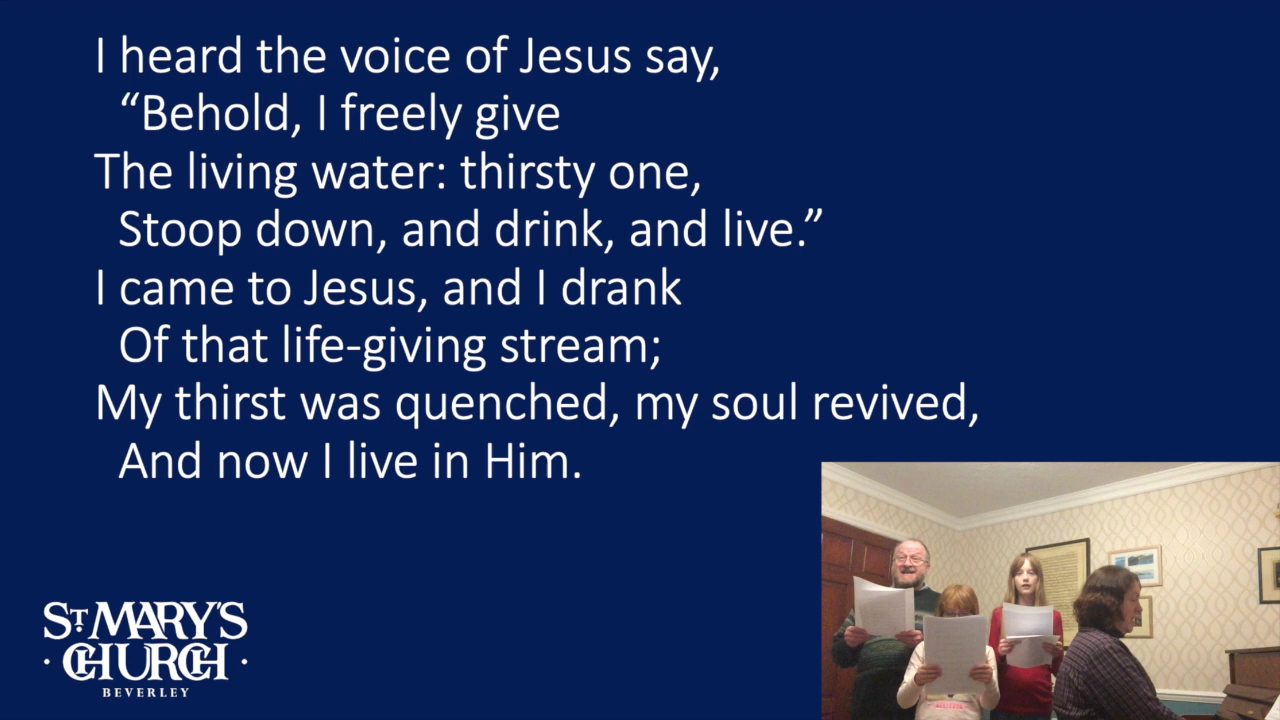 I heard the voice of Jesus say,
“Behold, I freely give
The living water: thirsty one,
Stoop down, and drink, and live.”
I came to Jesus, and I drank
Of that life-giving stream;
My thirst was quenched, my soul revived,
And now I live in Him.
ST MARY'S
· CHURCH ·
BEVERLEY